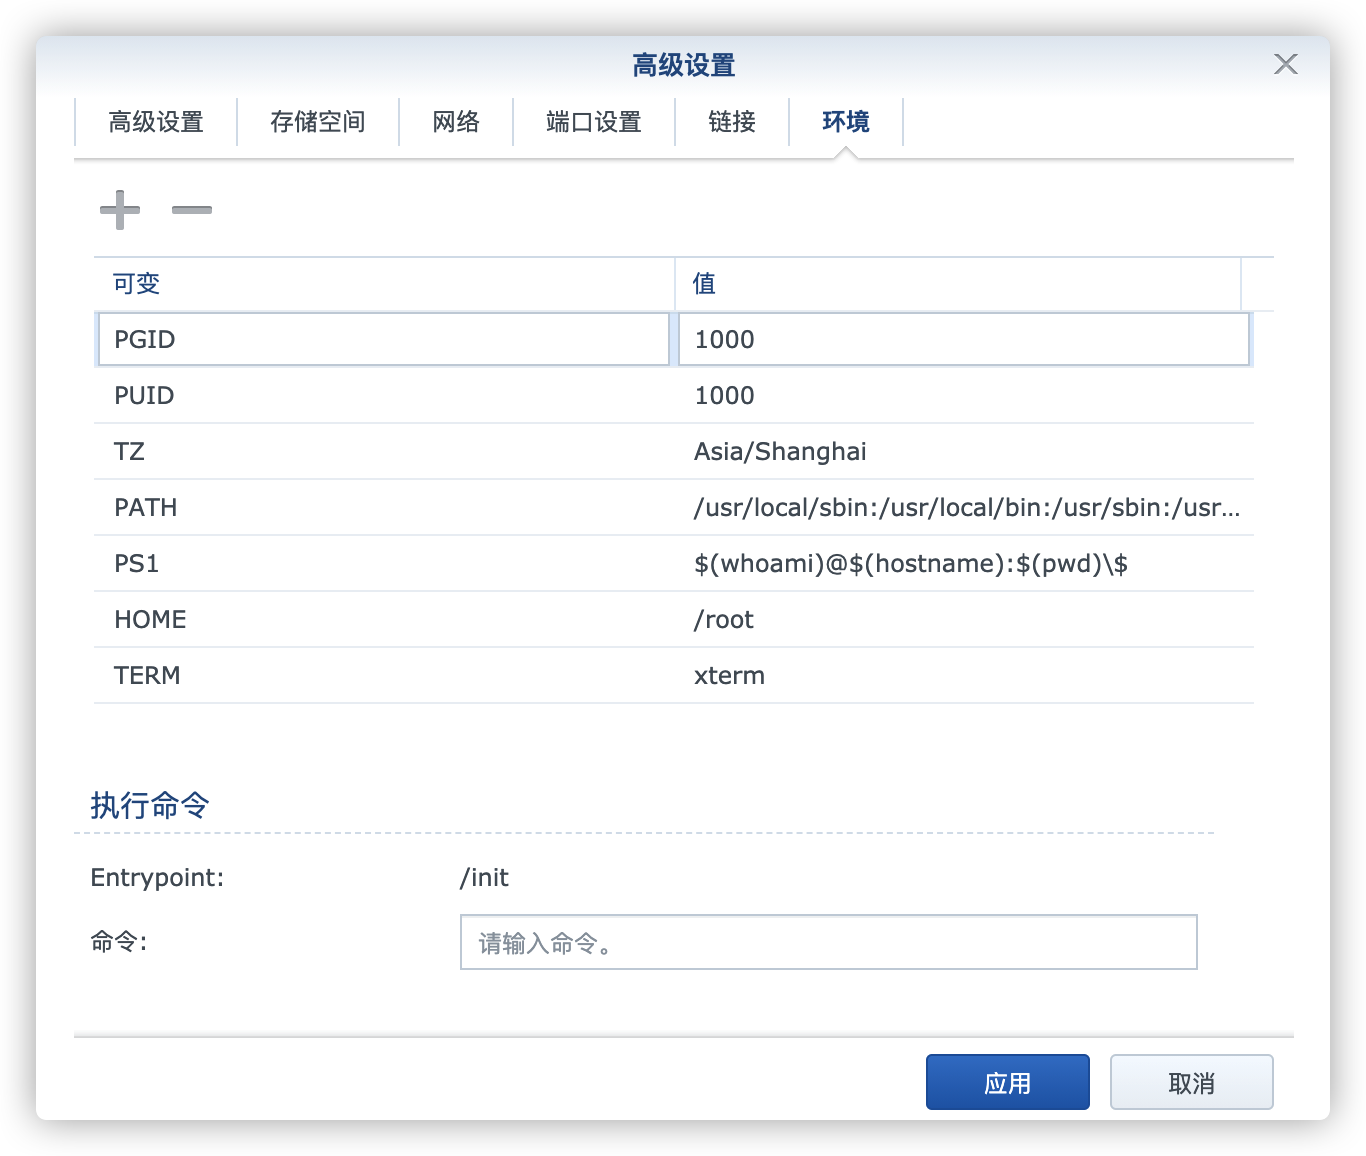 高级设置
高级设置 存储空间 网络 端口设置 链接 环境
可变 值
PGID 1000
PUID 1000
TZ Asia/Shanghai
PATH /usr/local/sbin:/usr/local/bin:/usr/sbin:/usr...
PS1 $(whoami)@$(hostname):$(pwd)\$
HOME /root
TERM xterm
执行命令
Entrypoint: /init
命令: 请输入命令。
应用 取消